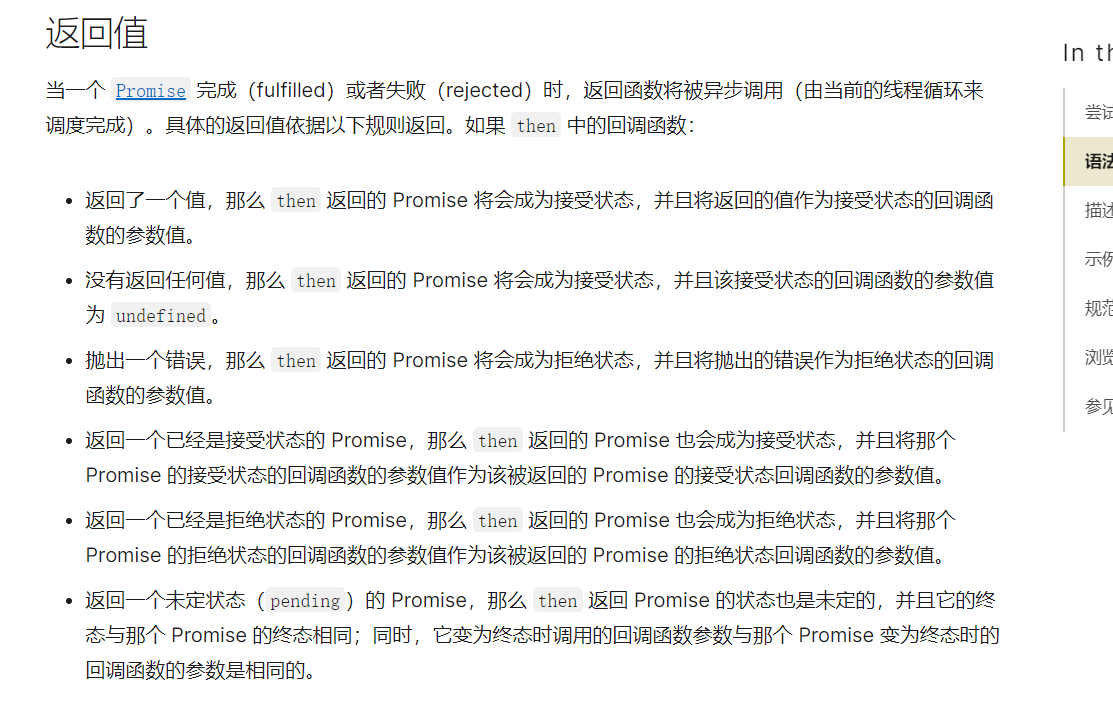 返回值
In th
当一个 Promise 完成（fulfilled）或者失败（rejected）时，返回函数将被异步调用（由当前的线程循环来
调度完成）。具体的返回值依据以下规则返回。如果 then 中的回调函数：
返回了一个值，那么 then 返回的 Promise 将会成为接受状态，并且将返回的值作为接受状态的回调函
数的参数值。
没有返回任何值，那么 then 返回的 Promise 将会成为接受状态，并且该接受状态的回调函数的参数值
为 undefined。
抛出一个错误，那么 then 返回的 Promise 将会成为拒绝状态，并且将抛出的错误作为拒绝状态的回调
函数的参数值。
返回一个已经是接受状态的 Promise，那么 then 返回的 Promise 也会成为接受状态，并且将那个
Promise 的接受状态的回调函数的参数值作为该被返回的 Promise 的接受状态回调函数的参数值。
返回一个已经是拒绝状态的 Promise，那么 then 返回的 Promise 也会成为拒绝状态，并且将那个
Promise 的拒绝状态的回调函数的参数值作为该被返回的 Promise 的拒绝状态回调函数的参数值。
返回一个未定状态（pending）的 Promise，那么 then 返回 Promise 的状态也是未定的，并且它的终
态与那个 Promise 的终态相同；同时，它变为终态时调用的回调函数参数与那个 Promise 变为终态时的
回调函数的参数是相同的。
尝试
语法
描述
示例
规范
浏览
参见